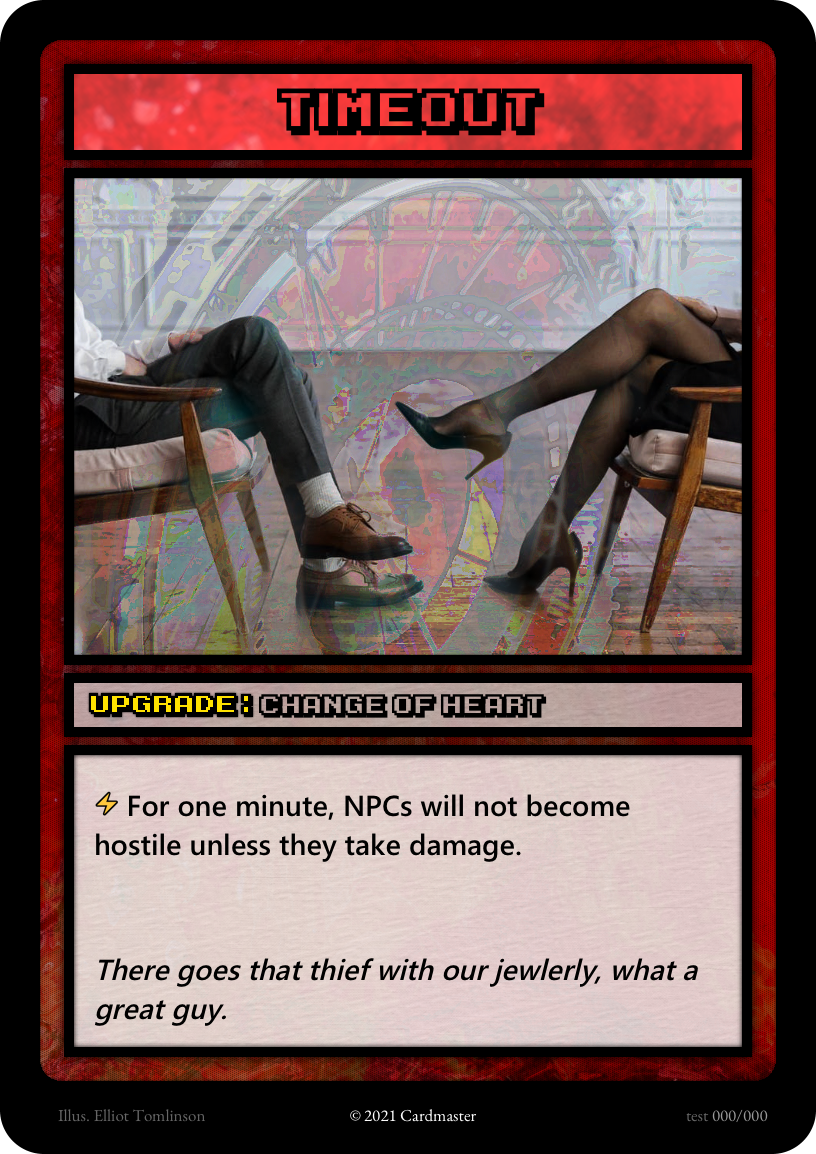 TIMEOUT
UPGRADE: CHANGE OF HEART
⚡ For one minute, NPCs will not become
hostile unless they take damage.
There goes that thief with our jewlerly, what a
great guy.
Illus. Elliot Tomlinson © 2021 Cardmaster test 000/000